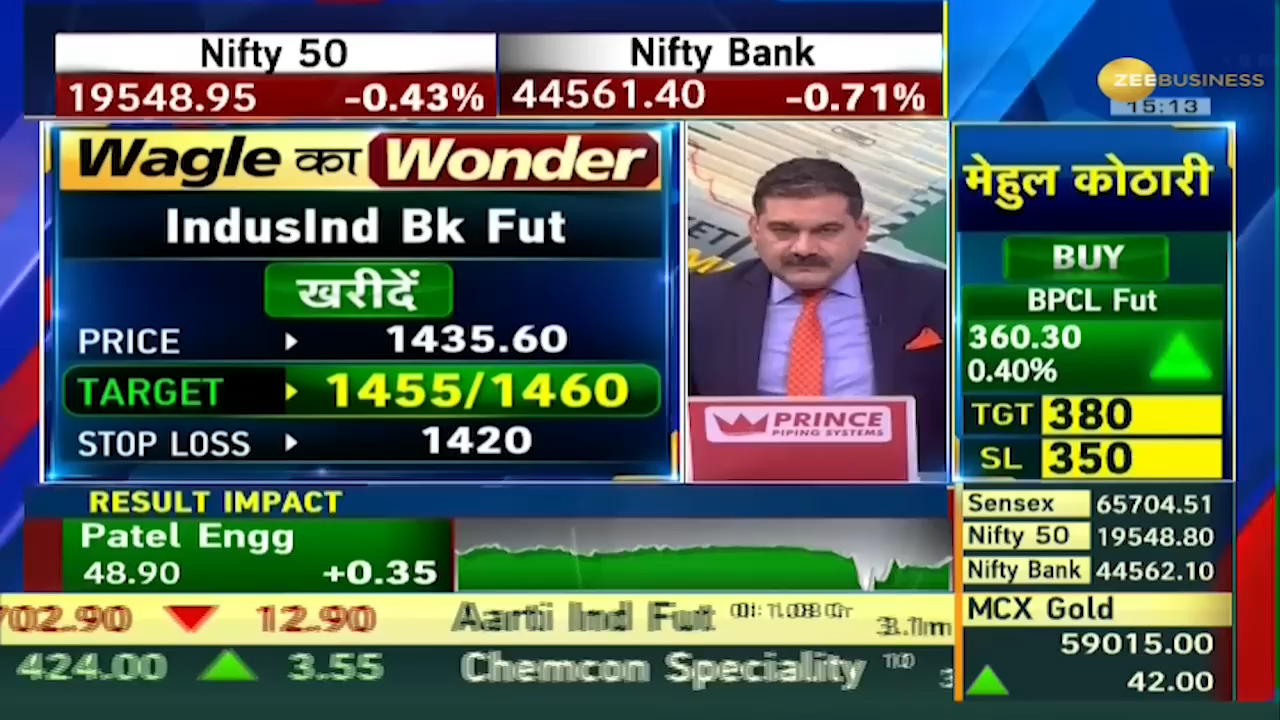 Nifty 50
Nifty Bank
19548.95 -0.43%
44561.40 -0.71%
ZEEBUSINESS
15:13
Wagle का Wonder
IndusInd Bk Fut
खरीदें
PRICE 1435.60
TARGET 1455/1460
STOP LOSS 1420
PRINCE
PIPING SYSTEMS
मेहुल कोठारी
BUY
BPCL Fut
360.30
0.40%
TGT 380
SL 350
RESULT IMPACT
Patel Engg
48.90 +0.35
Sensex 65704.51
Nifty 50 19548.80
Nifty Bank 44562.10
MCX Gold
59015.00
42.00
702.90 12.90 Aarti Ind Fut
424.00 3.55 Chemcon Speciality